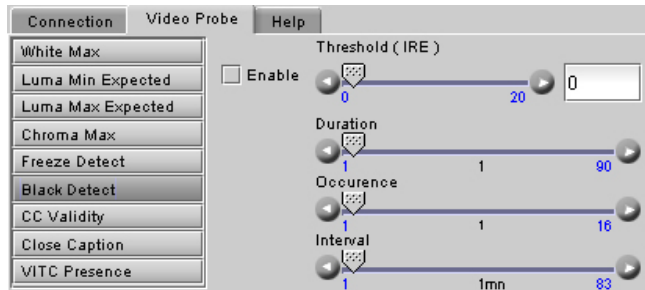 Connection Video Probe Help
White Max
Luma Min Expected
Luma Max Expected
Chroma Max
Freeze Detect
Black Detect
CC Validity
Close Caption
VITC Presence
Threshold ( IRE )
Enable
0 20 0
Duration
1 1 90
Occurence
1 1 16
Interval
1 1mn 83